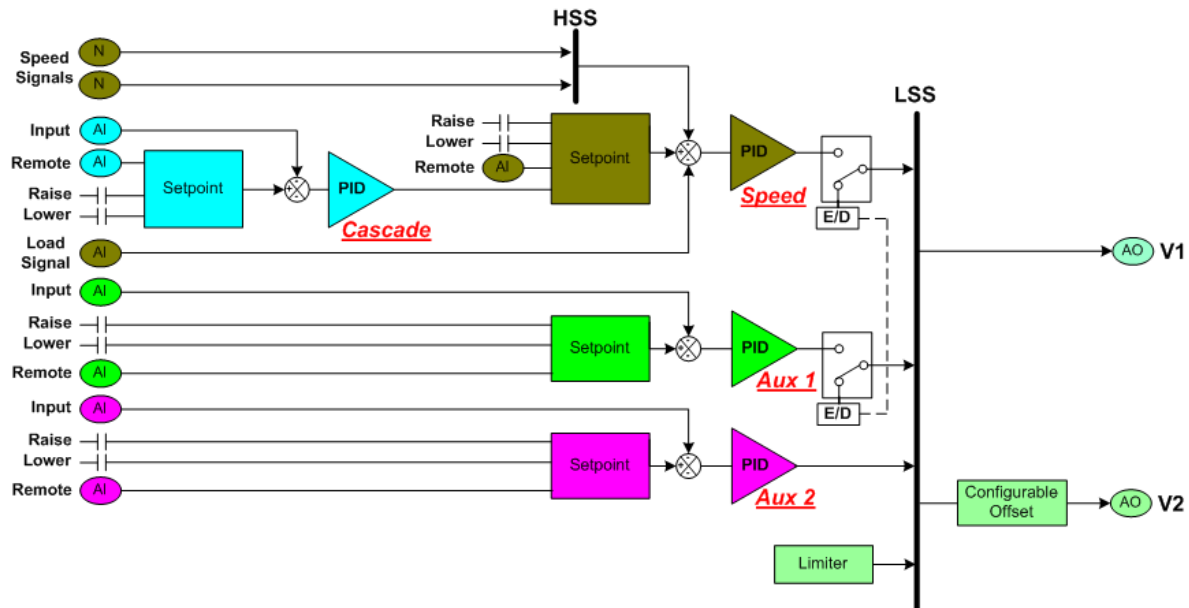 HSS
Speed
Signals
N
N
LSS
Input
AI
Remote
AI
Raise
Lower
Setpoint
PID
Cascade
Raise
Lower
Remote
AI
Setpoint
PID
Speed
E/D
Load
Signal
AI
AO
V1
Input
AI
Raise
Lower
Remote
AI
Setpoint
PID
Aux 1
E/D
Input
AI
Raise
Lower
Remote
AI
Setpoint
PID
Aux 2
Configurable
Offset
AO
V2
Limiter